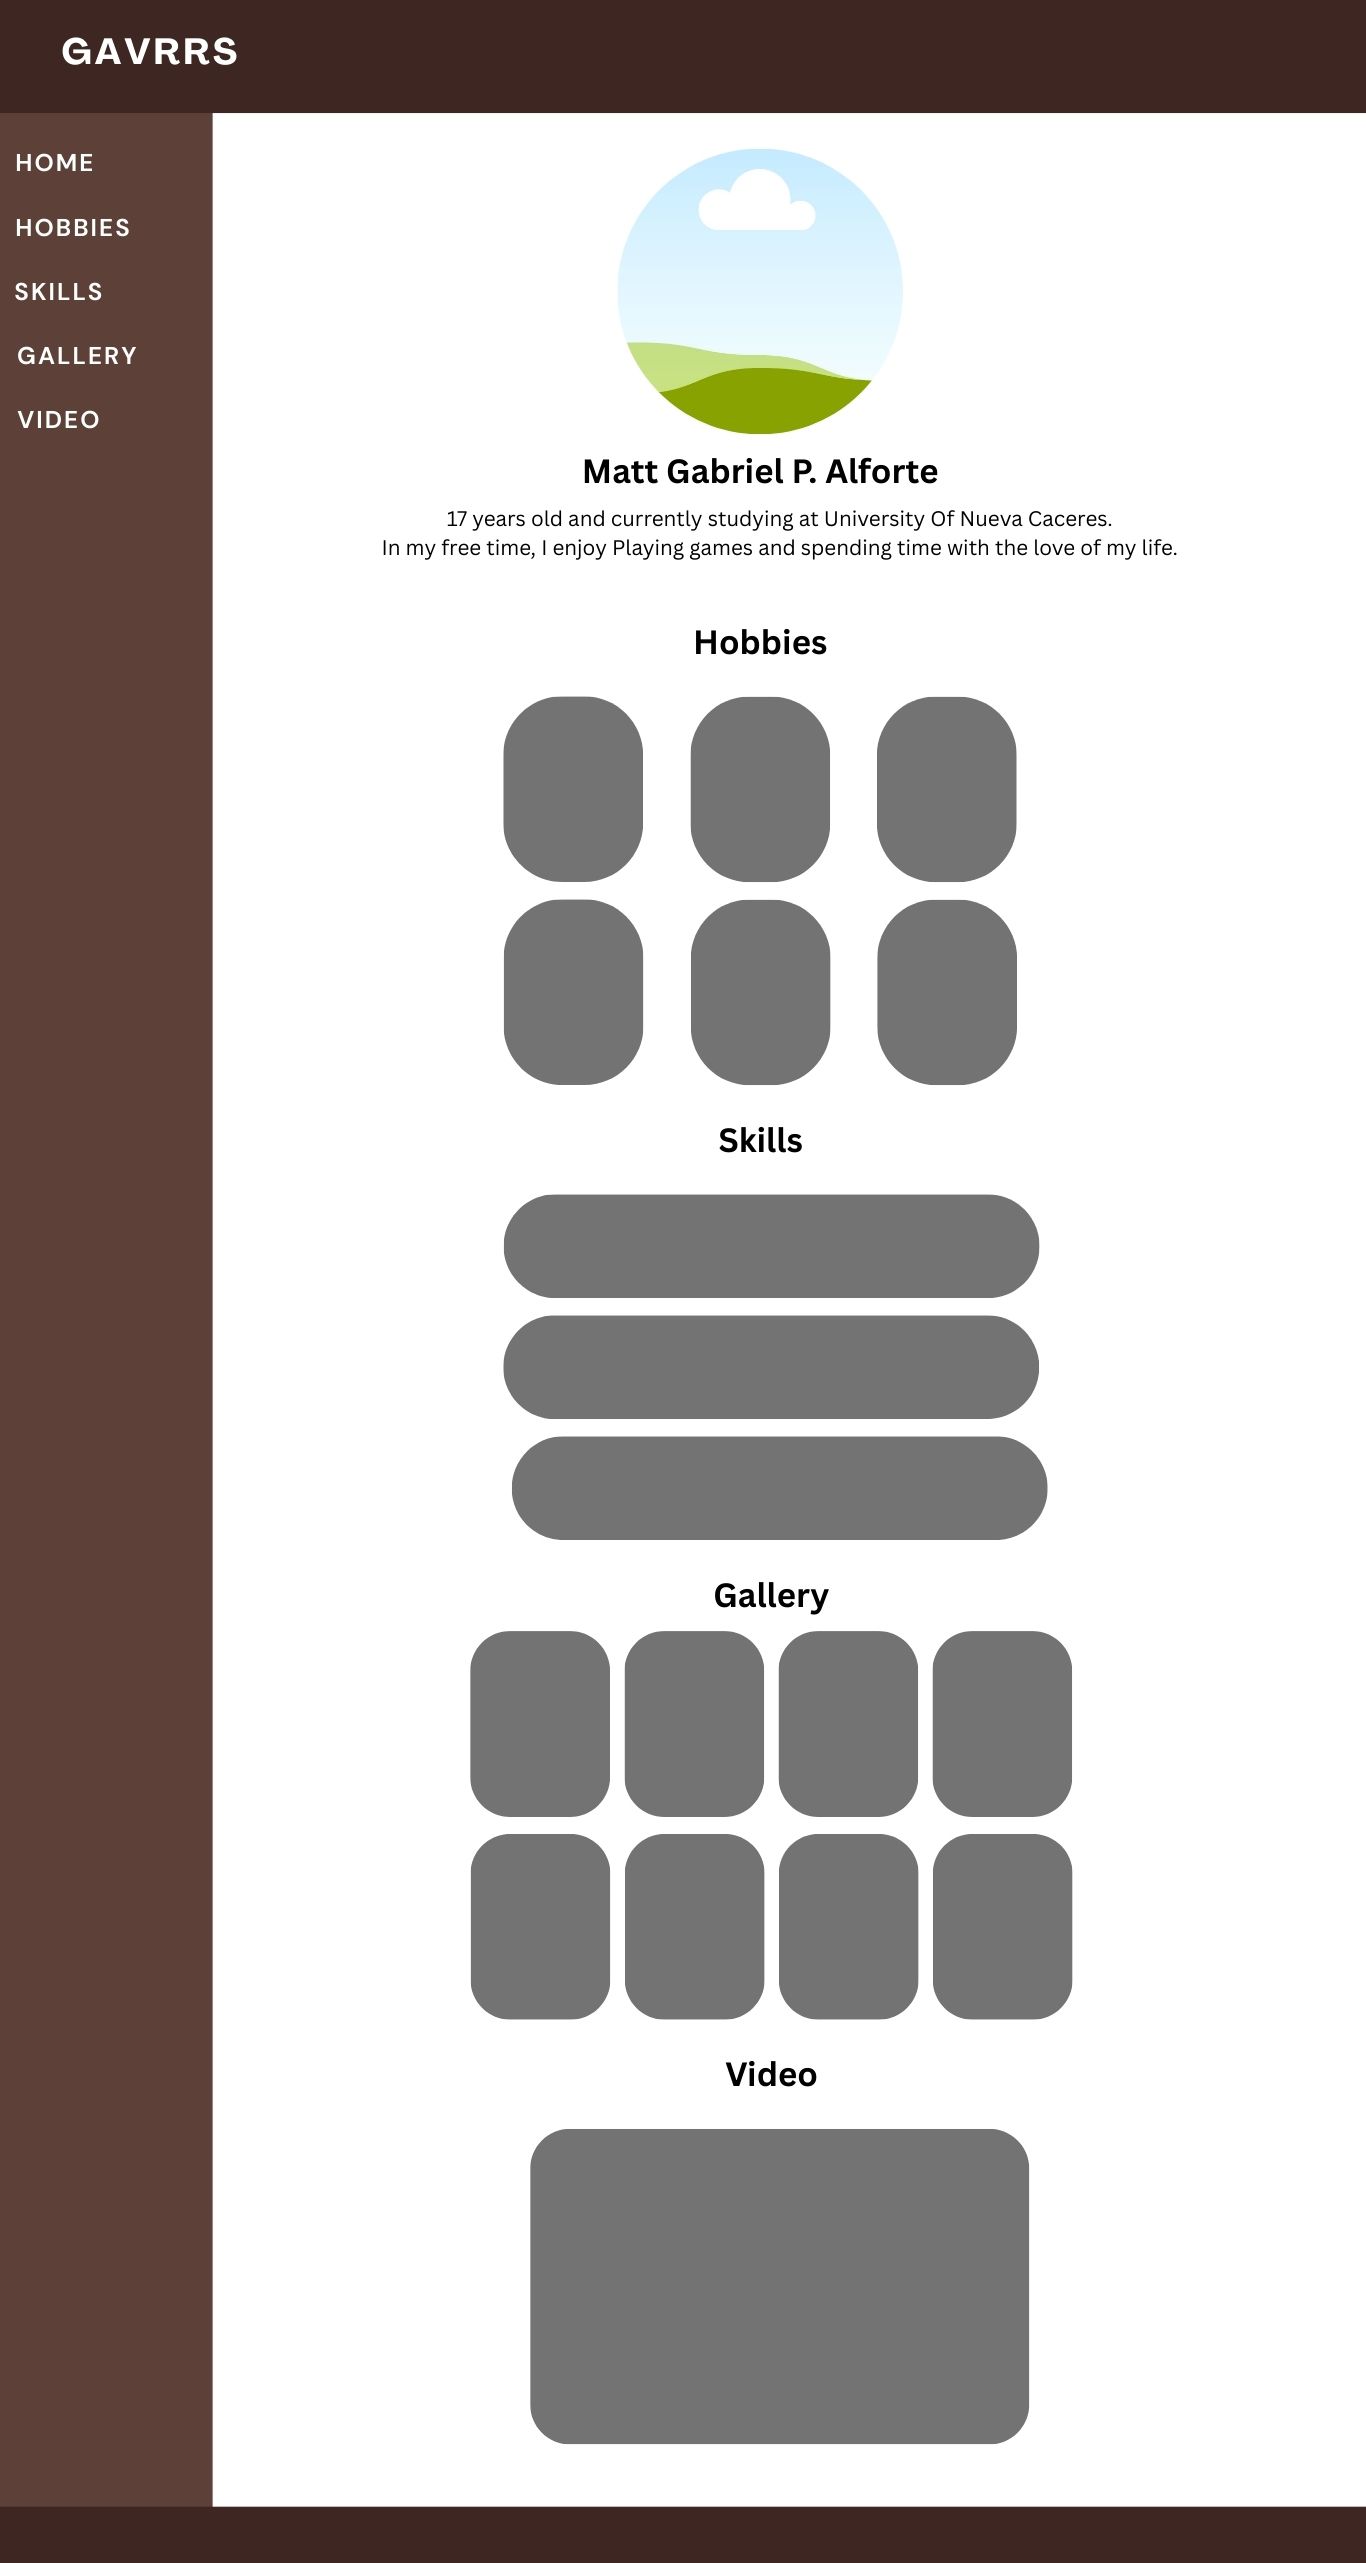 GAVRRS
HOME
HOBBIES
SKILLS
GALLERY
VIDEO
Matt Gabriel P. Alforte
17 years old and currently studying at University Of Nueva Caceres.
In my free time, I enjoy Playing games and spending time with the love of my life.
Hobbies
Skills
Gallery
Video